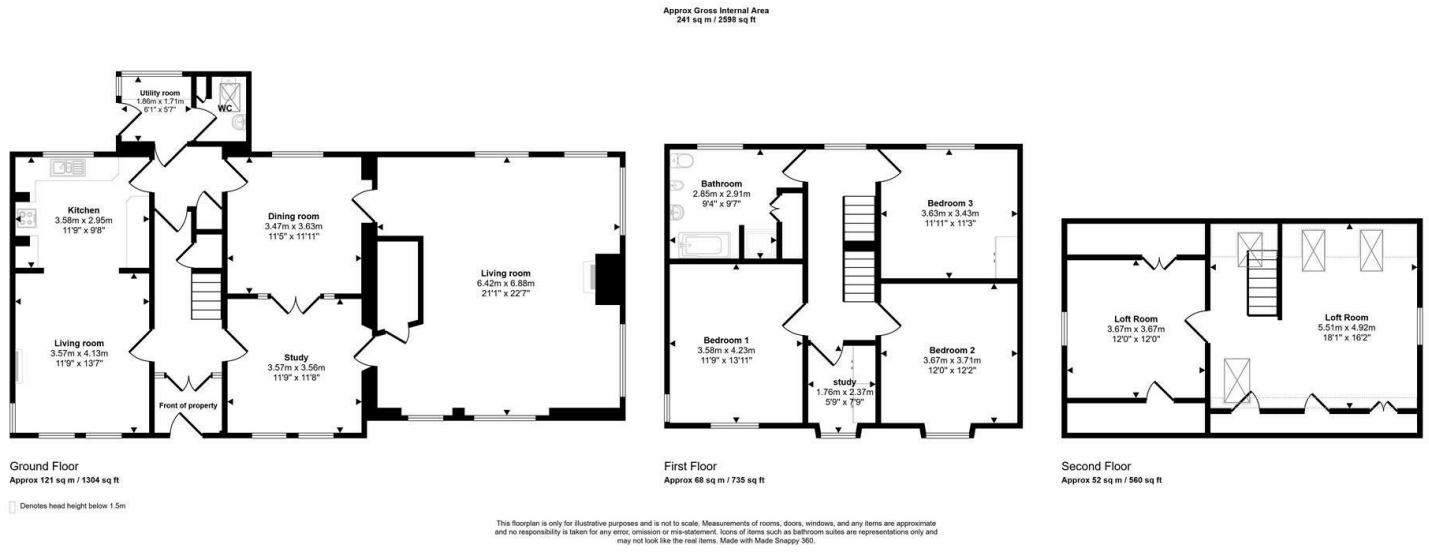 Approx Gross Internal Area
241 sq m / 2598 sq ft
Utility room
1.86m x 1.71m
6'1" x 5'7"
WC
Kitchen
3.58m x 2.95m
11'9" x 9'8"
Dining room
3.47m x 3.63m
11'5" x 11'11"
Living room
6.42m x 6.88m
21'1" x 22'7"
Living room
3.57m x 4.13m
11'9" x 13'7"
Study
3.57m x 3.56m
11'9" x 11'8"
Front of property
Ground Floor
Approx 121 sq m / 1304 sq ft
Denotes head height below 1.5m
Bathroom
2.85m x 2.91m
9'4" x 9'7"
Bedroom 3
3.63m x 3.43m
11'11" x 11'3"
Bedroom 1
3.58m x 4.23m
11'9" x 13'11"
study
1.76m x 2.37m
5'9" x 7'9"
Bedroom 2
3.67m x 3.71m
12'0" x 12'2"
First Floor
Approx 68 sq m / 735 sq ft
Loft Room
3.67m x 3.67m
12'0" x 12'0"
Loft Room
5.51m x 4.92m
18'1" x 16'2"
Second Floor
Approx 52 sq m / 560 sq ft
This floorplan is only for illustrative purposes and is not to scale. Measurements of rooms, doors, windows, and any items are approximate
and no responsibility is taken for any error, omission or mis-statement. Icons of items such as bathroom suites are representations only and
may not look like the real items. Made with Made Snappy 360.